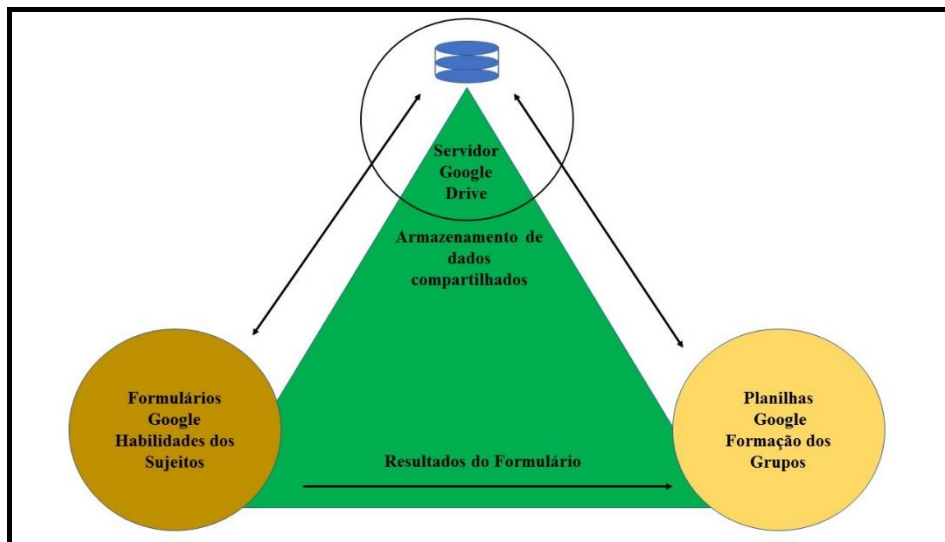 Servidor
Google
Drive
Armazenamento de
dados
compartilhados
Formulários
Google
Habilidades dos
Sujeitos
Planilhas
Google
Formação dos
Grupos
Resultados do Formulário